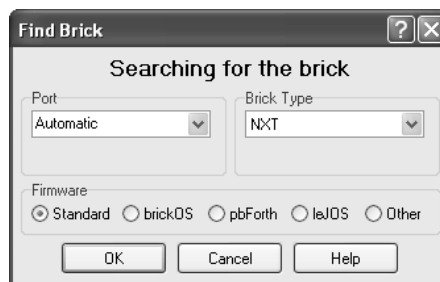 Find Brick
Searching for the brick
Port Brick Type
Automatic NXT
Firmware
Standard brickOS pbForth leJOS Other
OK Cancel Help